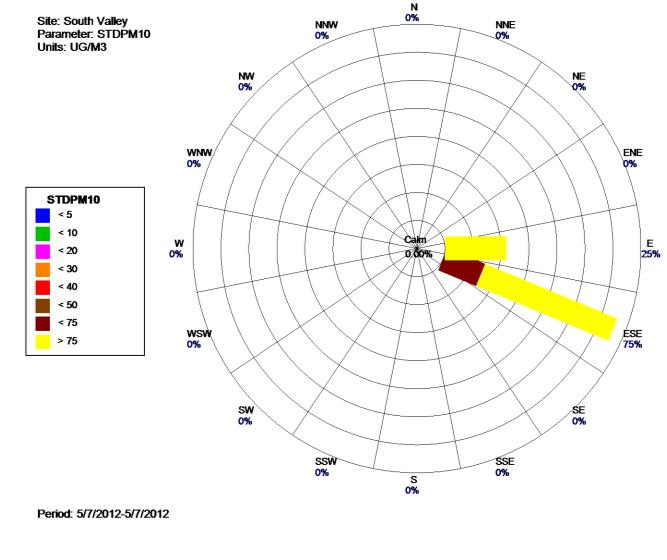 Site: South Valley
Parameter: STDPM10
Units: UG/M3
N
0%
NNW
0%
NNE
0%
NW
0%
NE
0%
WNW
0%
ENE
0%
STDPM10
< 5
< 10
< 20
< 30
< 40
< 50
< 75
> 75
W
0%
Calm
0.00%
E
25%
WSW
0%
ESE
75%
SW
0%
SE
0%
SSW
0%
SSE
0%
S
0%
Period: 5/7/2012-5/7/2012